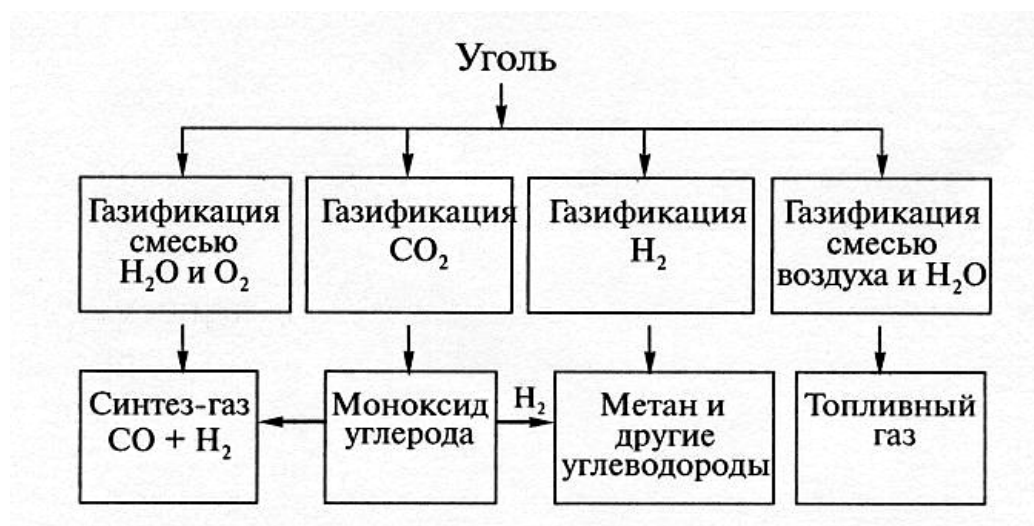 Уголь
Газификация
смесью
H₂O и O₂
Газификация
CO₂
Газификация
H₂
Газификация
смесью
воздуха и H₂O
Синтез-газ
CO + H₂
Моноксид
углерода
H₂
Метан и
другие
углеводороды
Топливный
газ